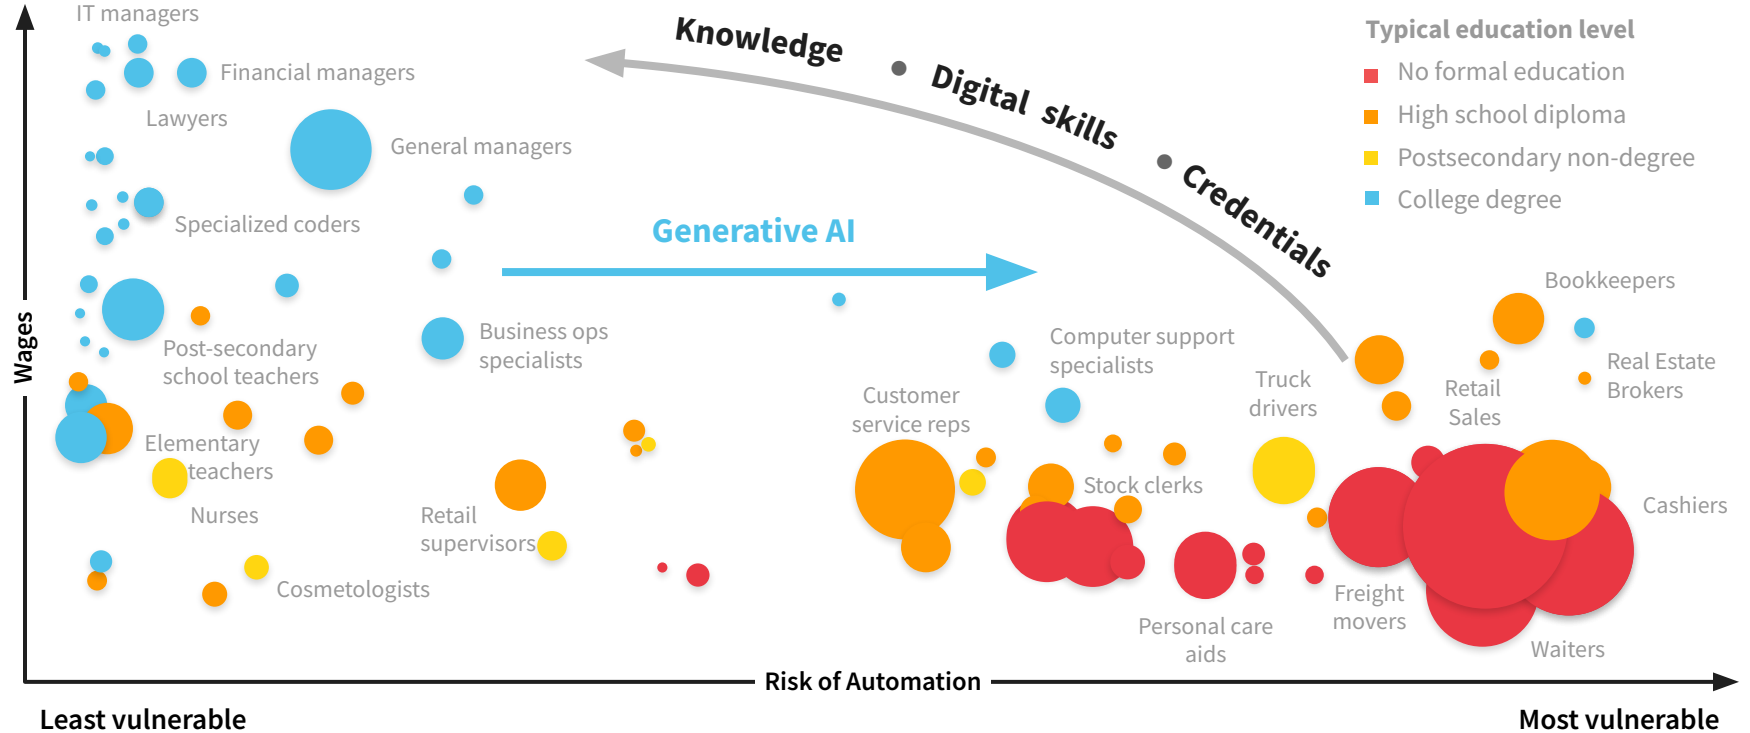 IT managers
Financial managers
Lawyers
General managers
Specialized coders
Knowledge • Digital skills • Credentials
Typical education level
No formal education
High school diploma
Postsecondary non-degree
College degree
Generative AI
Wages
Post-secondary
school teachers
Business ops
specialists
Elementary
teachers
Nurses
Cosmetologists
Retail
supervisors
Customer
service reps
Computer support
specialists
Stock clerks
Personal care
aids
Truck
drivers
Bookkeepers
Real Estate
Brokers
Retail
Sales
Cashiers
Freight
movers
Waiters
Risk of Automation
Least vulnerable
Most vulnerable